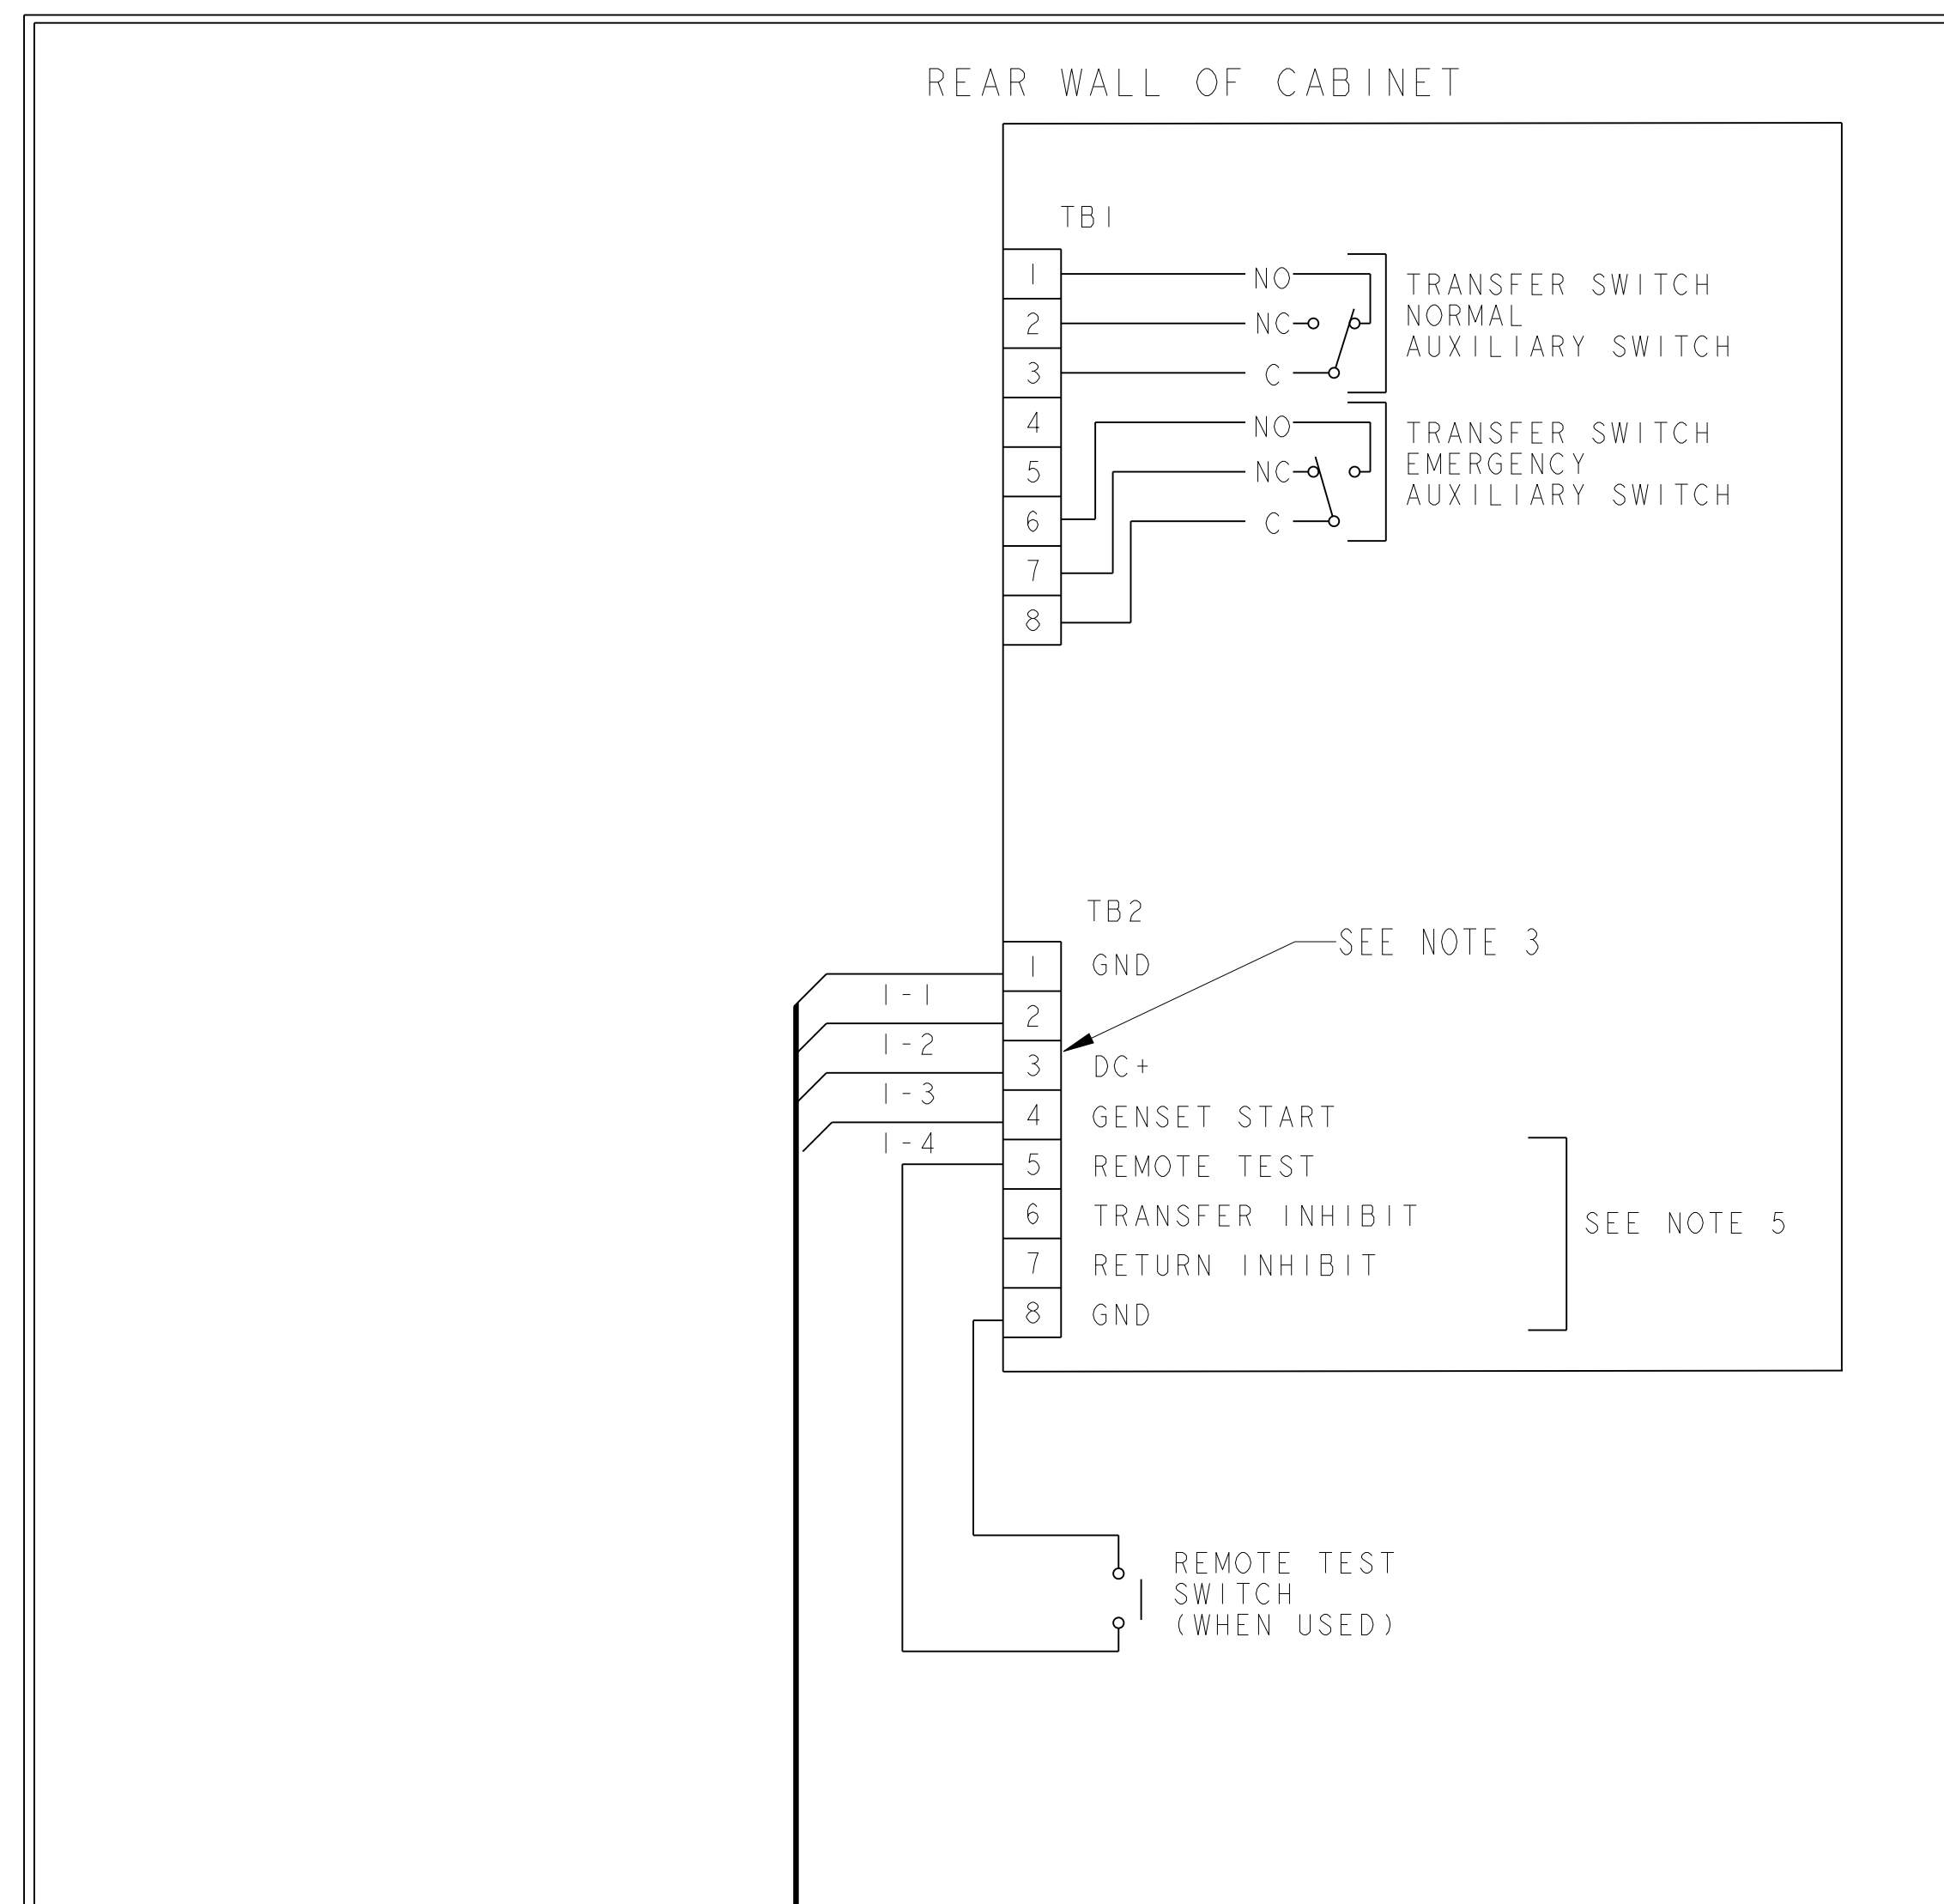 REAR WALL OF CABINET
TB1
1
NO
TRANSFER SWITCH
NORMAL
AUXILIARY SWITCH
2
NC
3
C
4
NO
TRANSFER SWITCH
EMERGENCY
AUXILIARY SWITCH
5
NC
6
C
7
8
TB2
SEE NOTE 3
1
GND
1-1
2
1-2
3
DC+
1-3
4
GENSET START
1-4
5
REMOTE TEST
6
TRANSFER INHIBIT
SEE NOTE 5
7
RETURN INHIBIT
8
GND
REMOTE TEST
SWITCH
(WHEN USED)